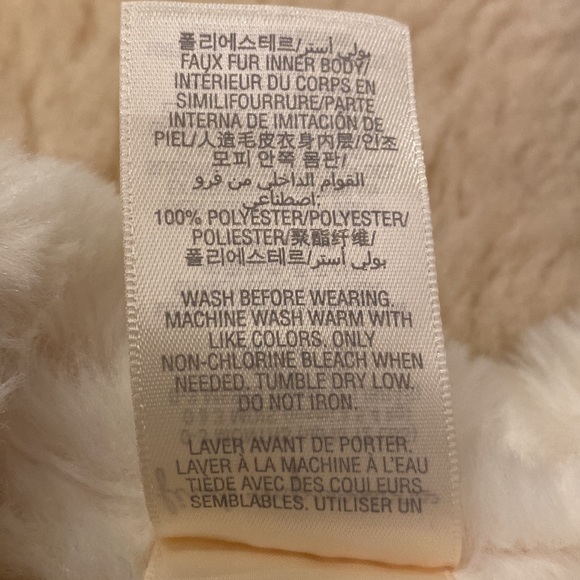 폴리에스테르/بولي أستر
FAUX FUR INNER BODY/
INTÉRIEUR DU CORPS EN
SIMILIFOURRURE/PARTE
INTERNA DE IMITACIÓN DE
PIEL/人造毛皮衣身内层/인조
모피 안쪽 몸판/
القوام الداخلى من فرو
اصطناعي:
100% POLYESTER/POLYESTER/
POLIESTER/聚酯纤维/
폴리에스테르/بولي أستر
WASH BEFORE WEARING.
MACHINE WASH WARM WITH
LIKE COLORS. ONLY
NON-CHLORINE BLEACH WHEN
NEEDED. TUMBLE DRY LOW.
DO NOT IRON.
LAVER AVANT DE PORTER.
LAVER À LA MACHINE À L'EAU
TIÈDE AVEC DES COULEURS
SEMBLABLES. UTILISER UN